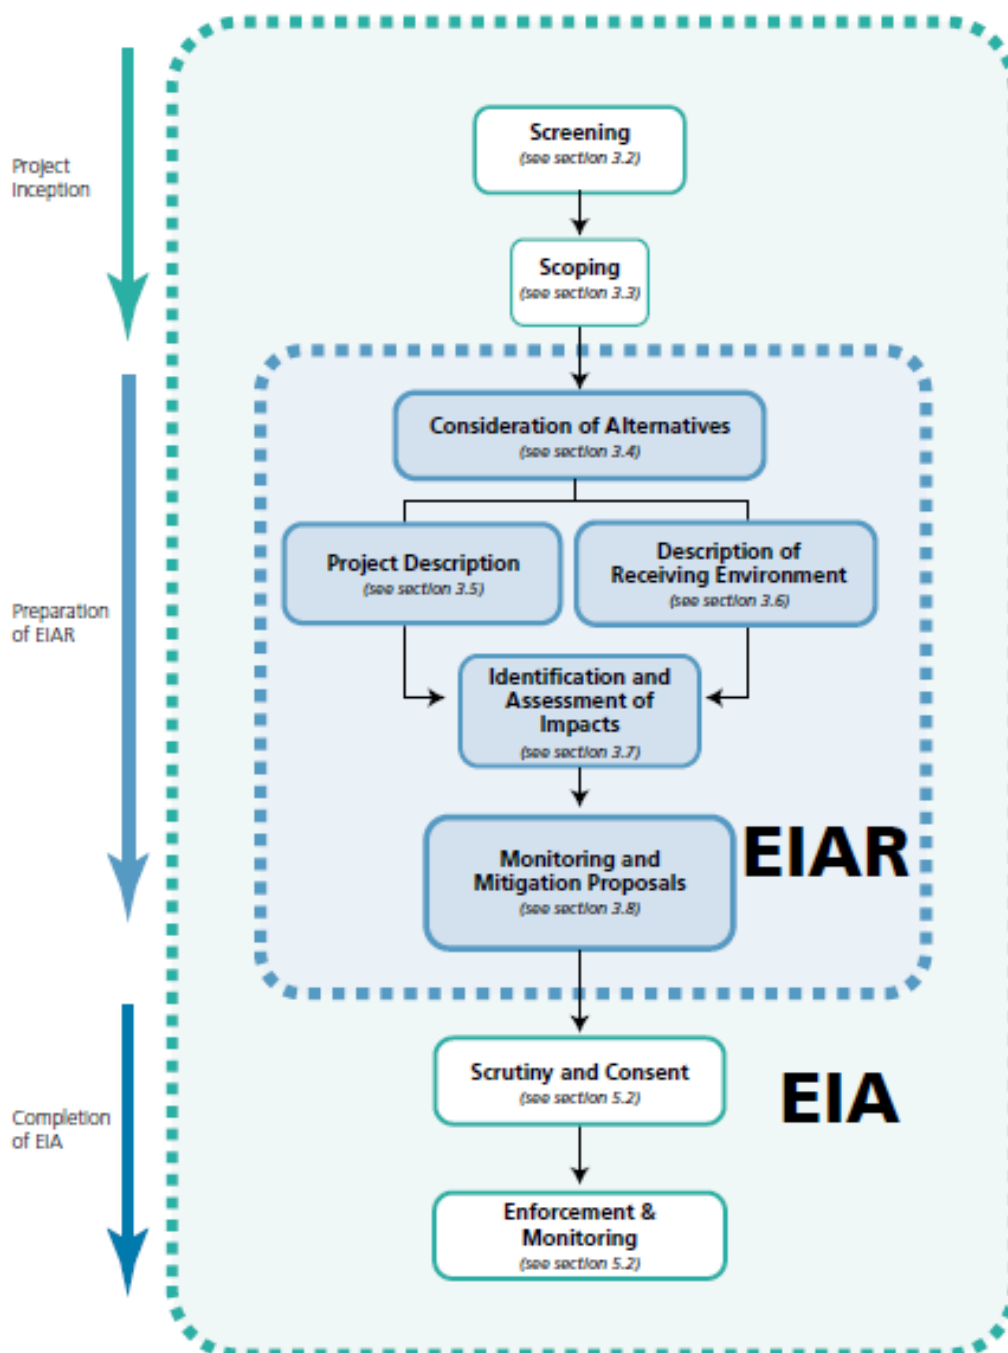 Project
Inception
Screening
(see section 3.2)
Scoping
(see section 3.3)
Preparation
of EIAR
Consideration of Alternatives
(see section 3.4)
Project Description
(see section 3.5)
Description of
Receiving Environment
(see section 3.6)
Identification and
Assessment of
Impacts
(see section 3.7)
Monitoring and
Mitigation Proposals
(see section 3.8)
EIAR
Completion
of EIA
Scrutiny and Consent
(see section 5.2)
EIA
Enforcement &
Monitoring
(see section 5.2)